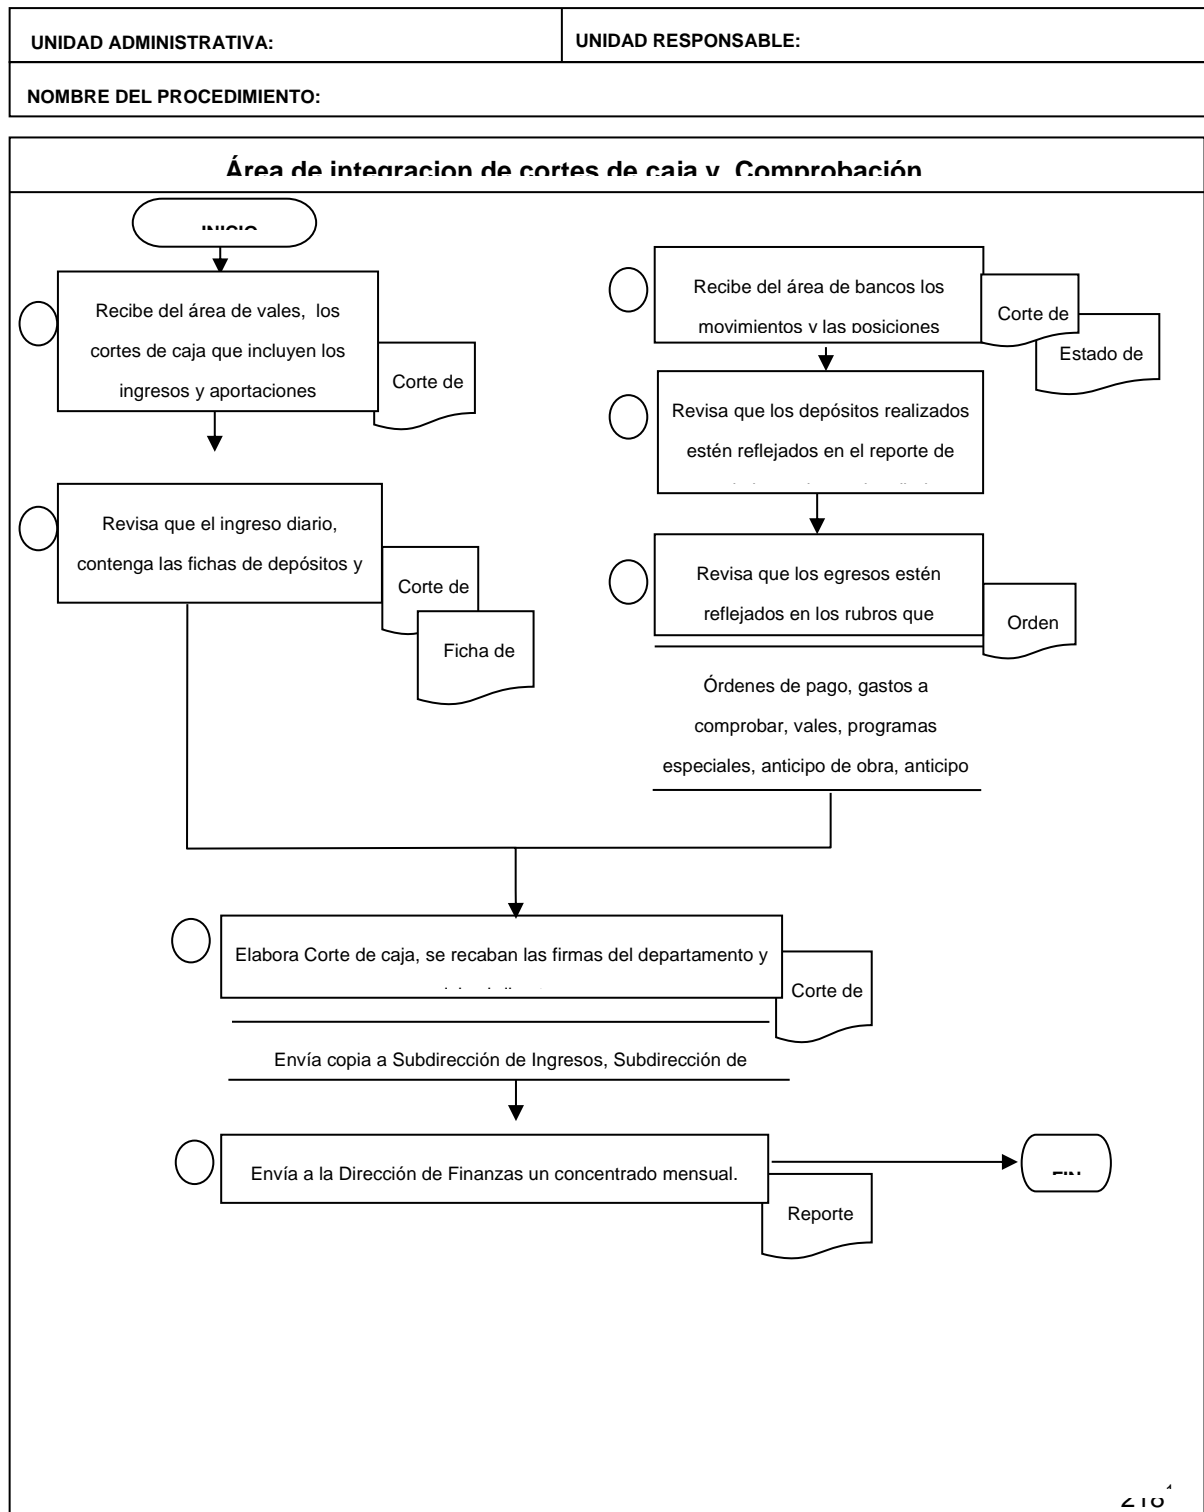 UNIDAD ADMINISTRATIVA:
UNIDAD RESPONSABLE:
NOMBRE DEL PROCEDIMIENTO:
Área de integracion de cortes de caja y Comprobación
INICIO
Recibe del área de vales, los
cortes de caja que incluyen los
ingresos y aportaciones
Corte de
Revisa que el ingreso diario,
contenga las fichas de depósitos y
Corte de
Ficha de
Recibe del área de bancos los
movimientos y las posiciones
Corte de
Estado de
Revisa que los depósitos realizados
estén reflejados en el reporte de
Revisa que los egresos estén
reflejados en los rubros que
Orden
Órdenes de pago, gastos a
comprobar, vales, programas
especiales, anticipo de obra, anticipo
Elabora Corte de caja, se recaban las firmas del departamento y
Corte de
Envía copia a Subdirección de Ingresos, Subdirección de
Envía a la Dirección de Finanzas un concentrado mensual.
Reporte
FIN
218